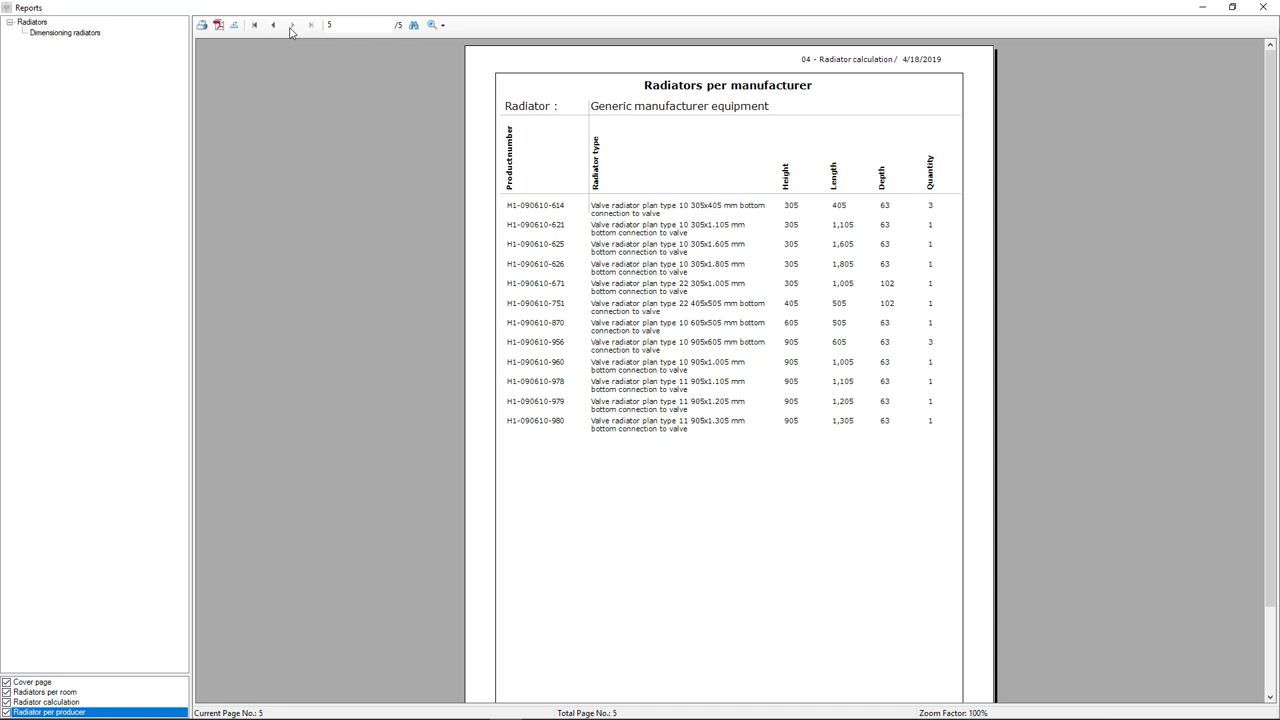 Reports
Radiators
Dimensioning radiators
5 /5
04 - Radiator calculation / 4/18/2019
Radiators per manufacturer
Radiator : Generic manufacturer equipment
Productnumber Radiator type Height Length Depth Quantity
H1-090610-614 Valve radiator plan type 10 305x405 mm bottom 305 405 63 3
connection to valve
H1-090610-621 Valve radiator plan type 10 305x1.105 mm 305 1,105 63 1
bottom connection to valve
H1-090610-625 Valve radiator plan type 10 305x1.605 mm 305 1,605 63 1
bottom connection to valve
H1-090610-626 Valve radiator plan type 10 305x1.805 mm 305 1,805 63 1
bottom connection to valve
H1-090610-671 Valve radiator plan type 22 305x1.005 mm 305 1,005 102 1
bottom connection to valve
H1-090610-751 Valve radiator plan type 22 405x505 mm bottom 405 505 102 1
connection to valve
H1-090610-870 Valve radiator plan type 10 605x505 mm bottom 605 505 63 1
connection to valve
H1-090610-956 Valve radiator plan type 10 905x605 mm bottom 905 605 63 3
connection to valve
H1-090610-960 Valve radiator plan type 10 905x1.005 mm 905 1,005 63 1
bottom connection to valve
H1-090610-978 Valve radiator plan type 11 905x1.105 mm 905 1,105 63 1
bottom connection to valve
H1-090610-979 Valve radiator plan type 11 905x1.205 mm 905 1,205 63 1
bottom connection to valve
H1-090610-980 Valve radiator plan type 11 905x1.305 mm 905 1,305 63 1
bottom connection to valve
Cover page
Radiators per room
Radiator calculation
Radiator per producer
Current Page No.: 5 Total Page No.: 5 Zoom Factor: 100%